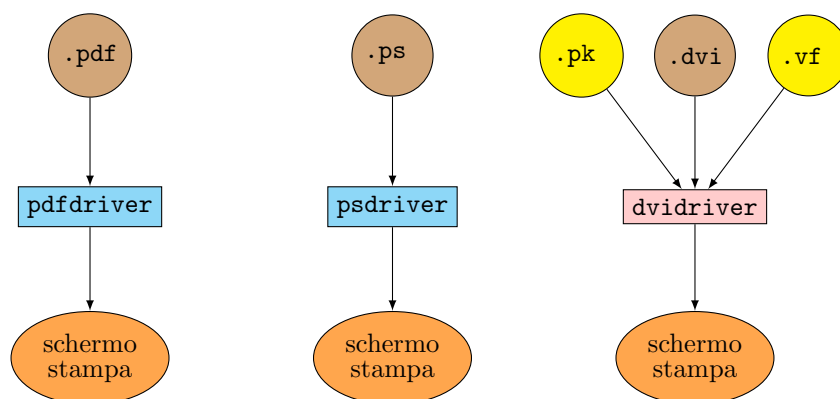 .pdf
.ps
.pk
.dvi
.vf
pdfdriver
psdriver
dvidriver
schermo
stampa
schermo
stampa
schermo
stampa